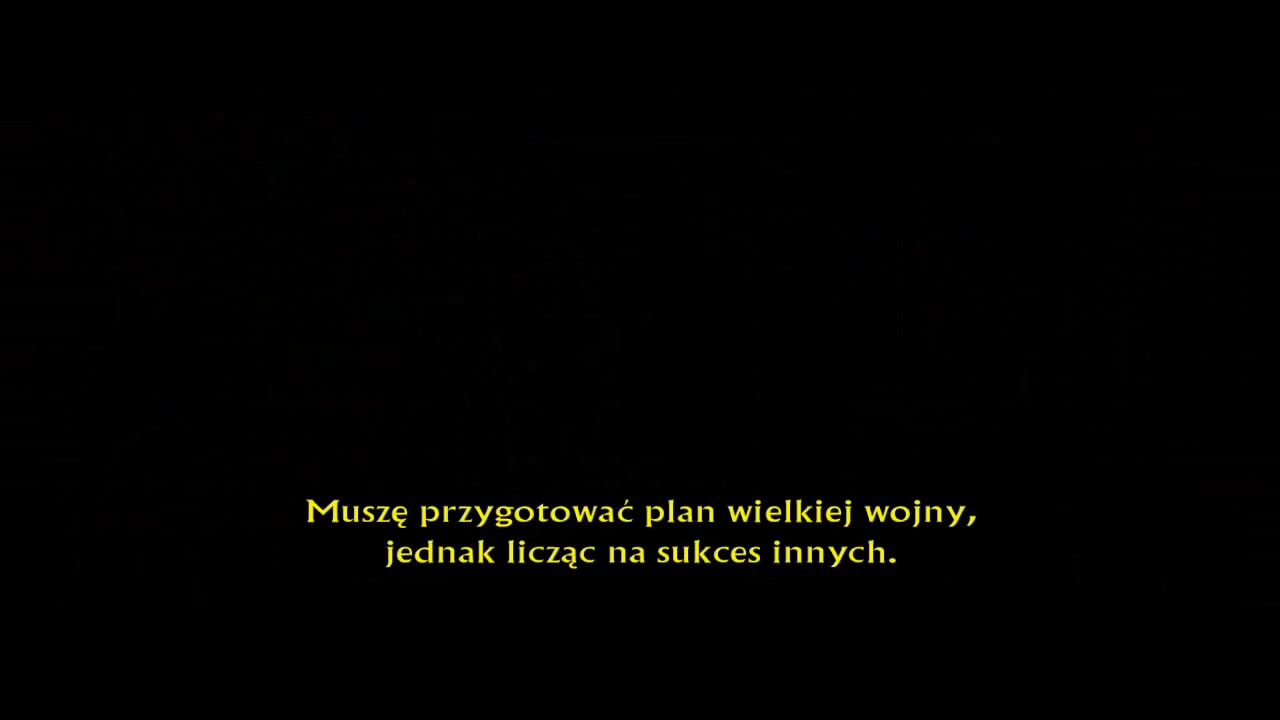 Muszę przygotować plan wielkiej wojny,
jednak licząc na sukces innych.